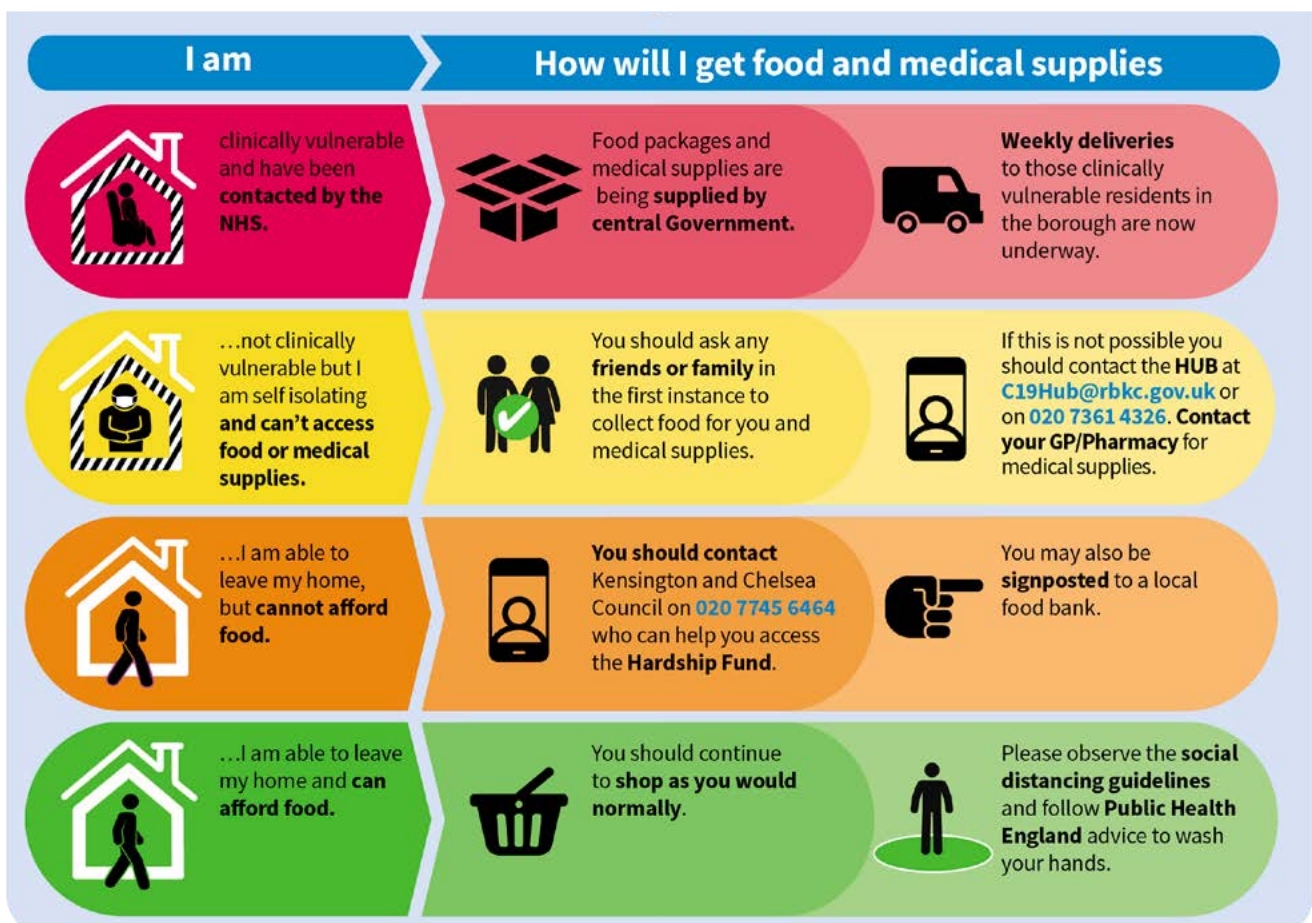 I am
How will I get food and medical supplies
clinically vulnerable
and have been
contacted by the
NHS.
Food packages and
medical supplies are
being supplied by
central Government.
Weekly deliveries
to those clinically
vulnerable residents in
the borough are now
underway.
…not clinically
vulnerable but I
am self isolating
and can’t access
food or medical
supplies.
You should ask any
friends or family in
the first instance to
collect food for you and
medical supplies.
If this is not possible you
should contact the HUB at
C19Hub@rbkc.gov.uk or
on 020 7361 4326. Contact
your GP/Pharmacy for
medical supplies.
…I am able to
leave my home,
but cannot afford
food.
You should contact
Kensington and Chelsea
Council on 020 7745 6464
who can help you access
the Hardship Fund.
You may also be
signposted to a local
food bank.
…I am able to leave
my home and can
afford food.
You should continue
to shop as you would
normally.
Please observe the social
distancing guidelines
and follow Public Health
England advice to wash
your hands.